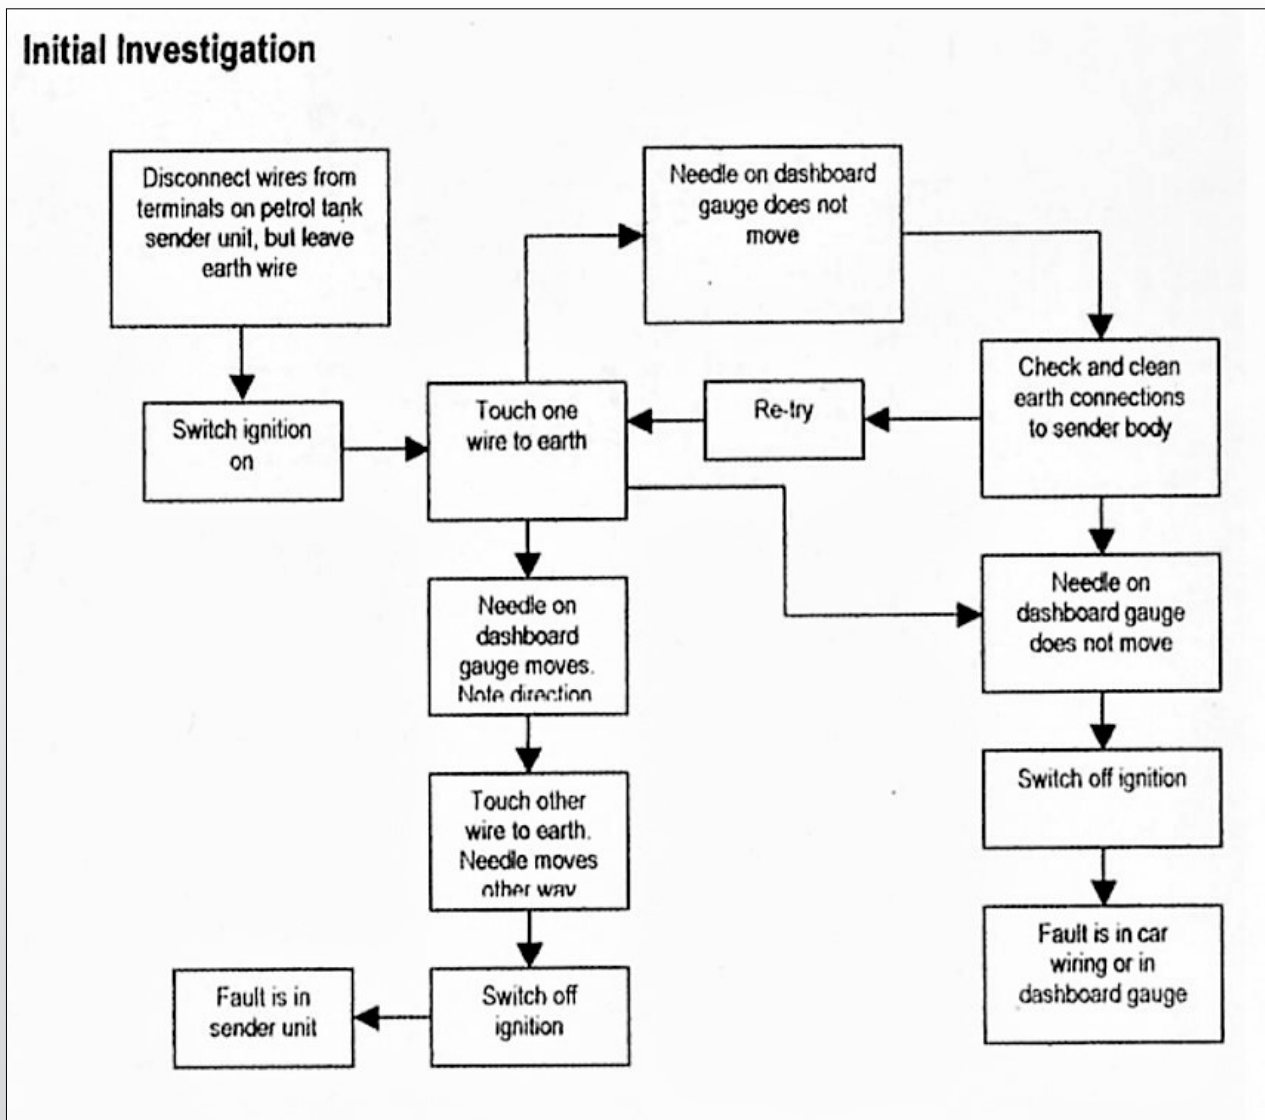 Initial Investigation
Disconnect wires from
terminals on petrol tank
sender unit, but leave
earth wire
Switch ignition
on
Touch one
wire to earth
Needle on dashboard
gauge does not
move
Re-try
Check and clean
earth connections
to sender body
Needle on
dashboard gauge
does not move
Switch off ignition
Fault is in car
wiring or in
dashboard gauge
Needle on
dashboard
gauge moves.
Note direction
Touch other
wire to earth.
Needle moves
other way
Switch off
ignition
Fault is in
sender unit